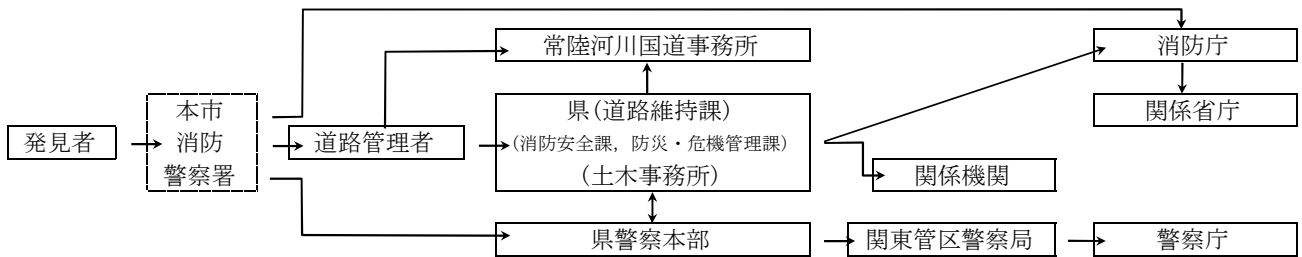 発見者
本市
消防
警察署
道路管理者
常陸河川国道事務所
県(道路維持課)
(消防安全課，防災・危機管理課)
(土木事務所)
県警察本部
関係機関
関東管区警察局
消防庁
関係省庁
警察庁